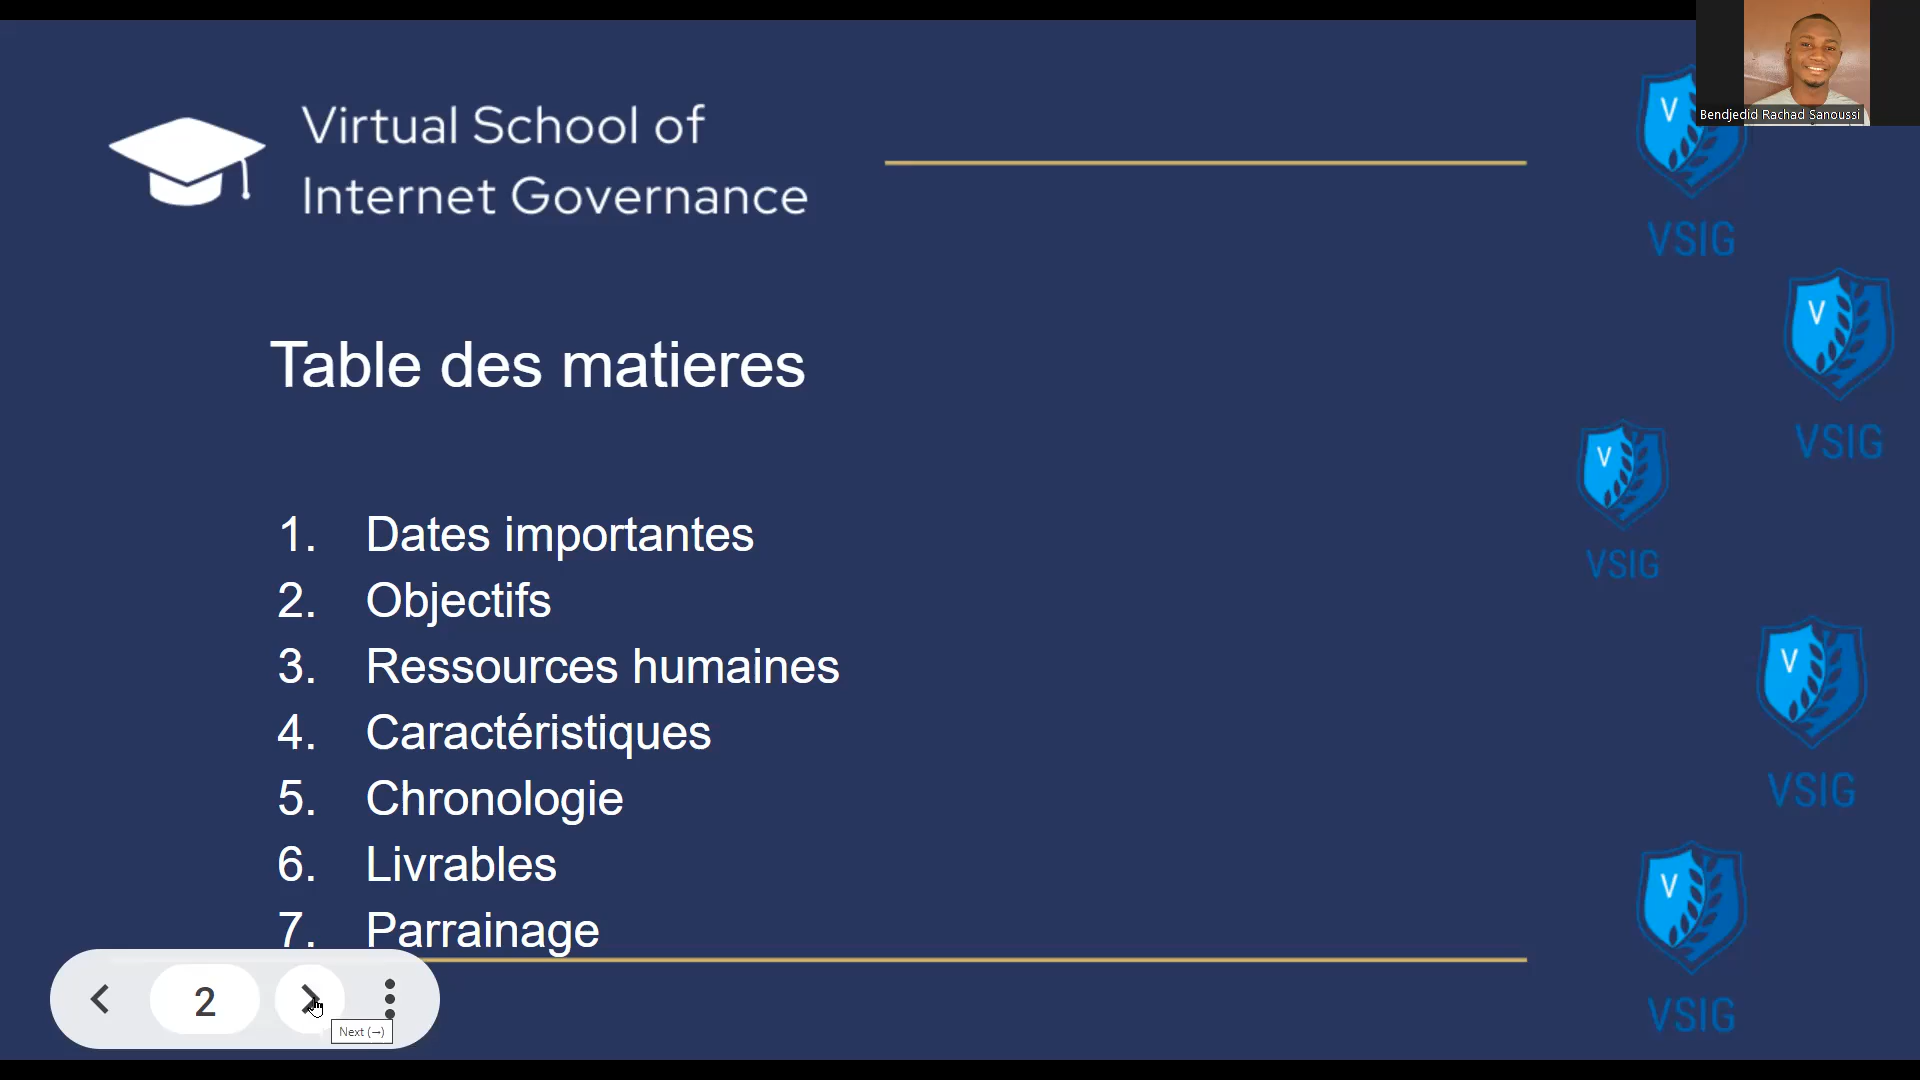 Virtual School of
Internet Governance
Bendjedid Rachad Sanoussi
V
VSIG
V
VSIG
Table des matieres
V
VSIG
1. Dates importantes
2. Objectifs
3. Ressources humaines
4. Caractéristiques
5. Chronologie
6. Livrables
7. Parrainage
V
VSIG
V
VSIG
2
Next (→)